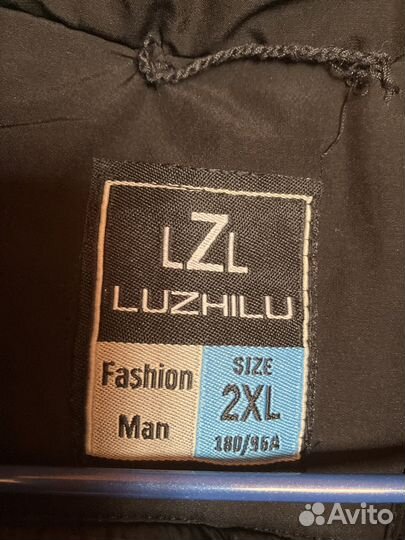 LZL
LUZHILU
Fashion
Man
SIZE
2XL
180/96A
Avito